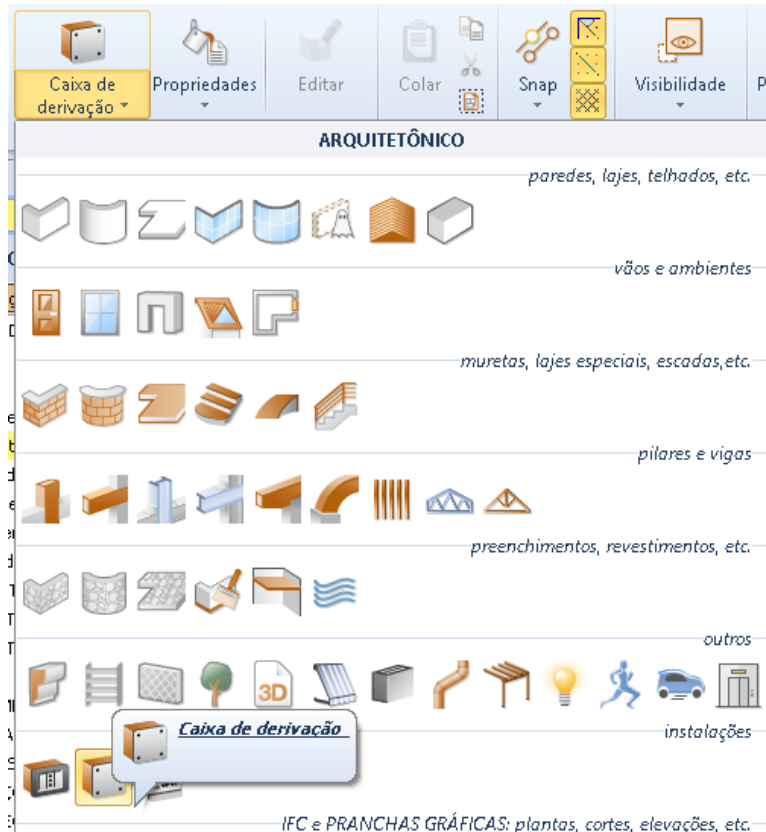 Caixa de
derivação
Propriedades
Editar
Colar
Snap
Visibilidade
ARQUITETÔNICO
paredes, lajes, telhados, etc.
vãos e ambientes
muretas, lajes especiais, escadas,etc.
pilares e vigas
preenchimentos, revestimentos, etc.
outros
3D
instalações
Caixa de derivação
IFC e PRANCHAS GRÁFICAS: plantas, cortes, elevações, etc.